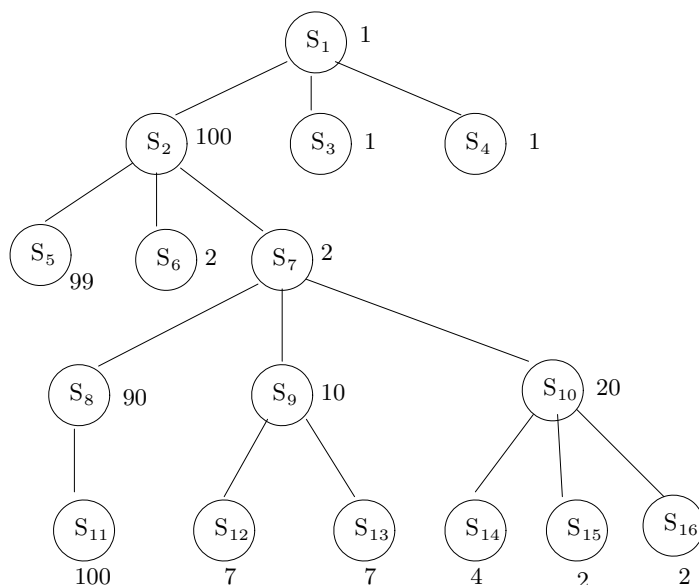 S₁ 1
S₂ 100 S₃ 1 S₄ 1
S₅ 99 S₆ 2 S₇ 2
S₈ 90 S₉ 10 S₁₀ 20
S₁₁ S₁₂ S₁₃ S₁₄ S₁₅ S₁₆
100 7 7 4 2 2